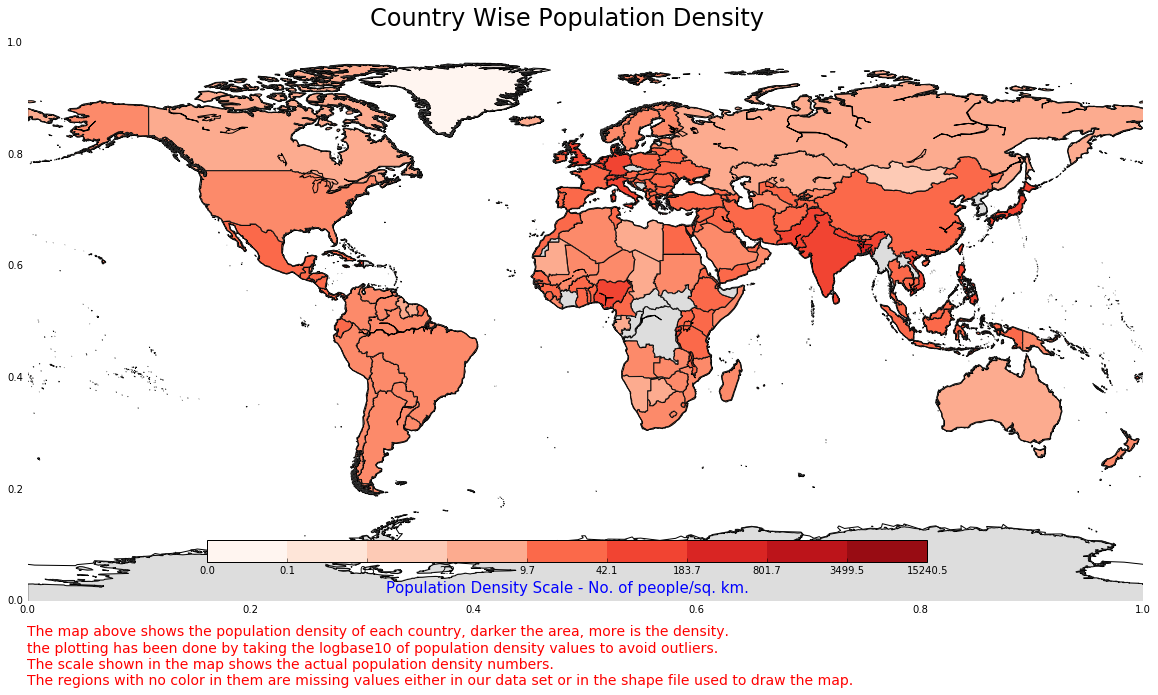 Country Wise Population Density
1.0
0.8
0.6
0.4
0.2
0.0
0.0 0.1 9.7 42.1 183.7 801.7 3499.5 15240.5
Population Density Scale - No. of people/sq. km.
0.0 0.2 0.4 0.6 0.8 1.0
The map above shows the population density of each country, darker the area, more is the density.
the plotting has been done by taking the logbase10 of population density values to avoid outliers.
The scale shown in the map shows the actual population density numbers.
The regions with no color in them are missing values either in our data set or in the shape file used to draw the map.